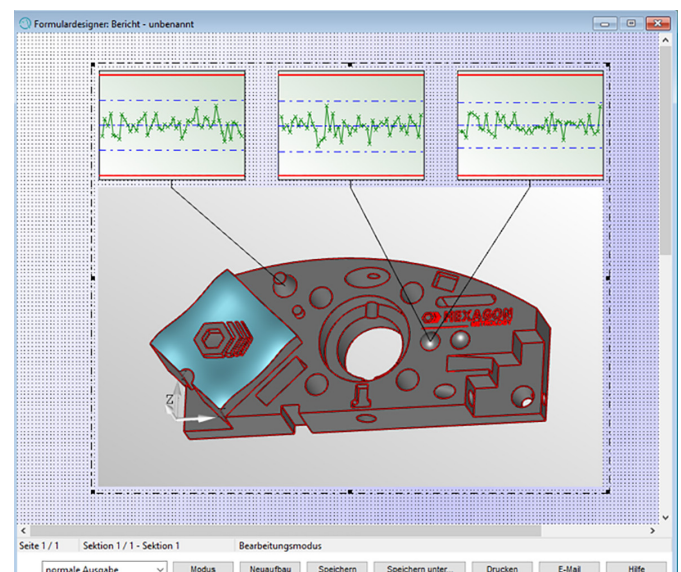 Formulardesigner: Bericht - unbenannt
HEXAGON
Z
Seite 1 / 1 Sektion 1 / 1 - Sektion 1 Bearbeitungsmodus
normale Ausgabe Modus Neuaufbau Speichern Speichern unter... Drucken E-Mail Hilfe